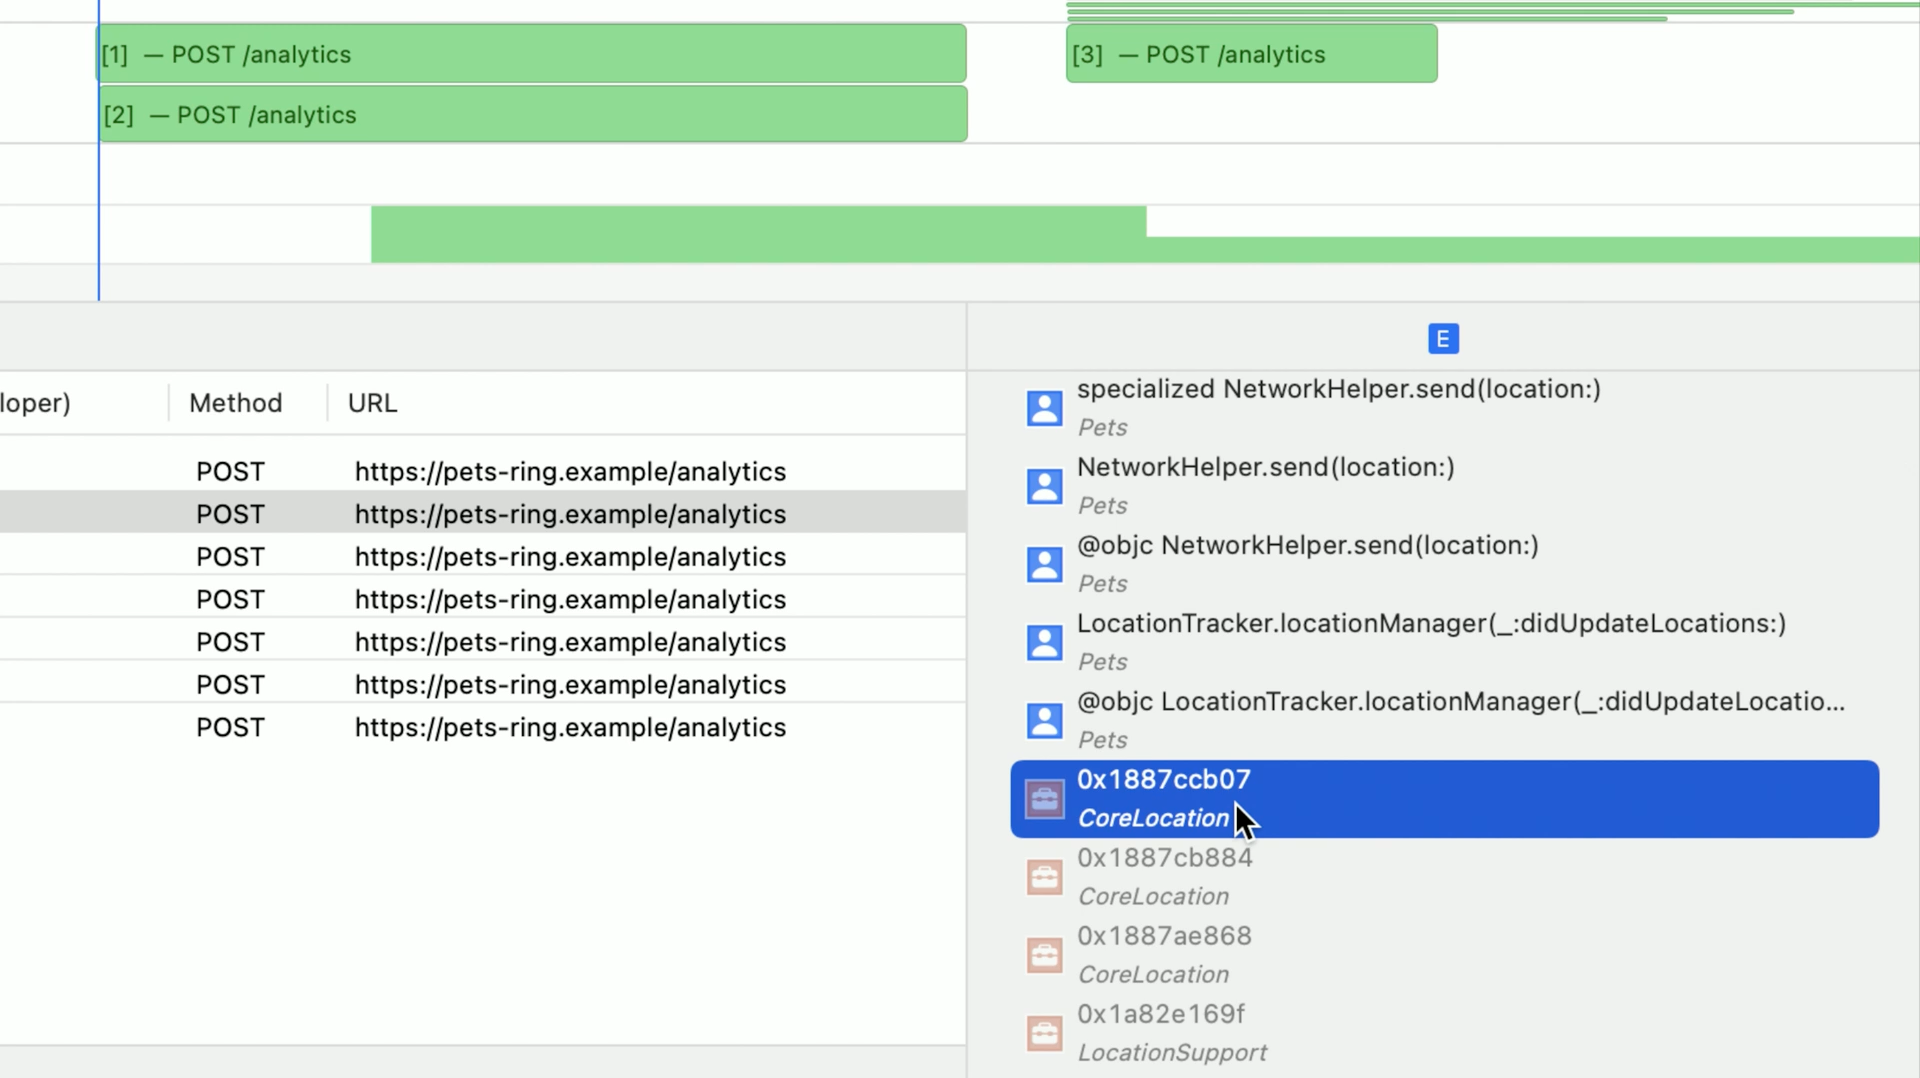 [1] — POST /analytics
[3] — POST /analytics
[2] — POST /analytics
E
loper)
Method
URL
POST https://pets-ring.example/analytics
POST https://pets-ring.example/analytics
POST https://pets-ring.example/analytics
POST https://pets-ring.example/analytics
POST https://pets-ring.example/analytics
POST https://pets-ring.example/analytics
POST https://pets-ring.example/analytics
specialized NetworkHelper.send(location:)
Pets
NetworkHelper.send(location:)
Pets
@objc NetworkHelper.send(location:)
Pets
LocationTracker.locationManager(_:didUpdateLocations:)
Pets
@objc LocationTracker.locationManager(_:didUpdateLocatio...
Pets
0x1887ccb07
CoreLocation
0x1887cb884
CoreLocation
0x1887ae868
CoreLocation
0x1a82e169f
LocationSupport